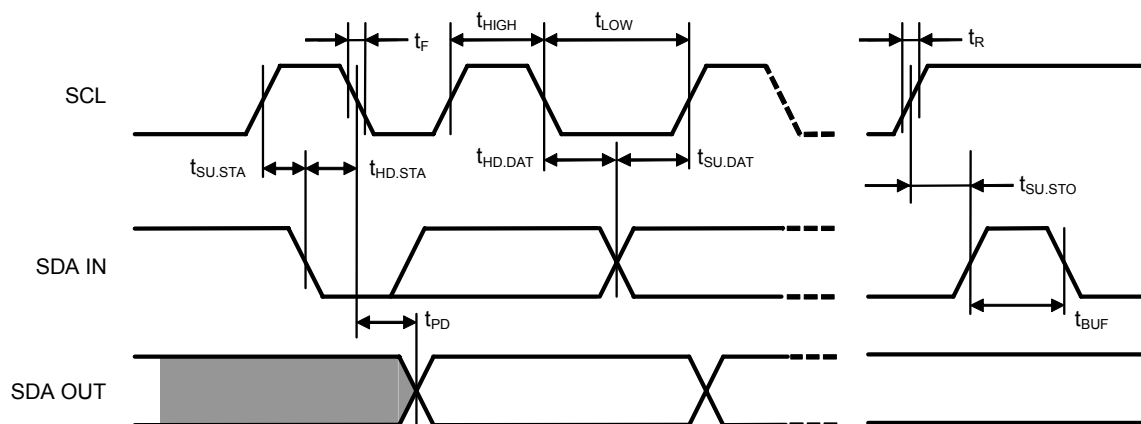 tHIGH
tLOW
tF
tR
SCL
tSU.STA
tHD.STA
tHD.DAT
tSU.DAT
tSU.STO
SDA IN
tPD
tBUF
SDA OUT